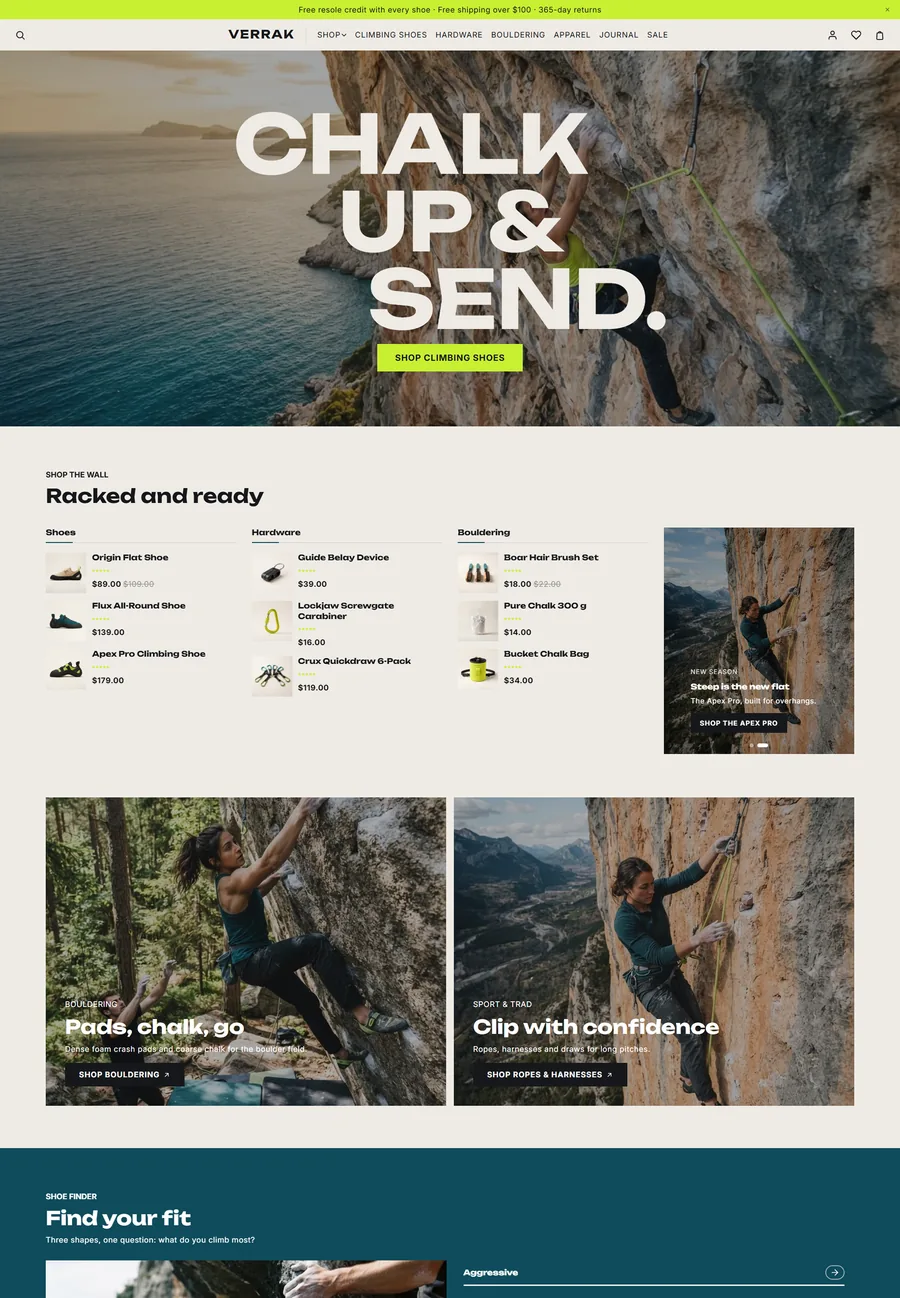 Free resole credit with every shoe · Free shipping over $100 · 365-day returns
VERRAK
SHOP
CLIMBING SHOES
HARDWARE
BOULDERING
APPAREL
JOURNAL
SALE
CHALK
UP &
SEND.
SHOP CLIMBING SHOES
SHOP THE WALL
Racked and ready
Shoes
Origin Flat Shoe
$89.00 $109.00
Flux All-Round Shoe
$139.00
Apex Pro Climbing Shoe
$179.00
Hardware
Guide Belay Device
$39.00
Lockjaw Screwgate
Carabiner
$16.00
Crux Quickdraw 6-Pack
$119.00
Bouldering
Boar Hair Brush Set
$18.00 $22.00
Pure Chalk 300 g
$14.00
Bucket Chalk Bag
$34.00
NEW SEASON
Steep is the new flat
The Apex Pro, built for overhangs.
SHOP THE APEX PRO
BOULDERING
Pads, chalk, go
Dense foam crash pads and coarse chalk for the boulder field.
SHOP BOULDERING
SPORT & TRAD
Clip with confidence
Ropes, harnesses and draws for long pitches.
SHOP ROPES & HARNESSES
SHOE FINDER
Find your fit
Three shapes, one question: what do you climb most?
Aggressive